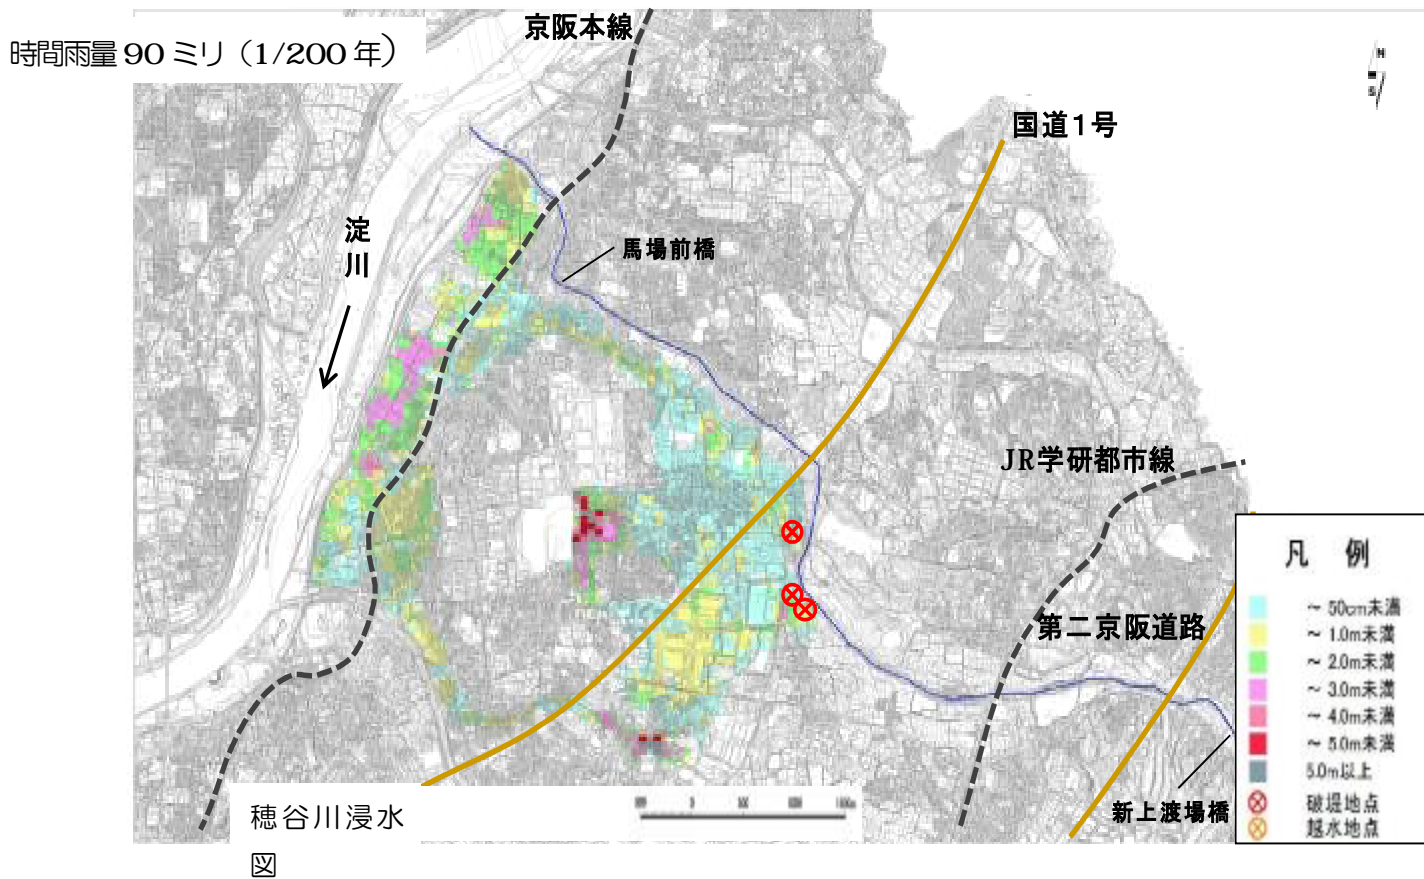 京阪本線
時間雨量 90 ミリ（1/200 年）
国道1号
淀川
馬場前橋
JR学研都市線
凡 例
～ 50cm未満
～ 1.0m未満
～ 2.0m未満
～ 3.0m未満
～ 4.0m未満
～ 5.0m未満
5.0m以上
破堤地点
越水地点
第二京阪道路
新上渡場橋
穂谷川浸水
図